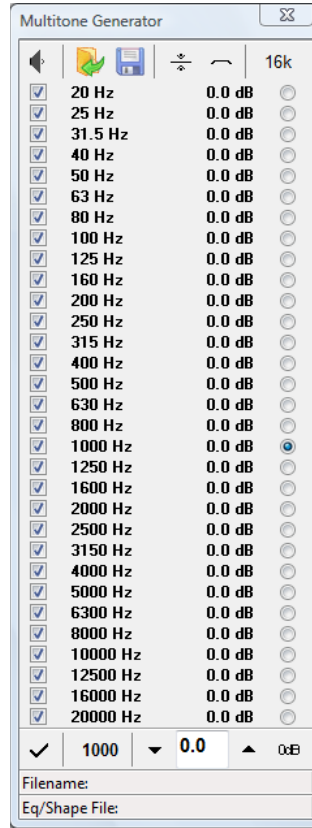 Multitone Generator
16k
20 Hz 0.0 dB
25 Hz 0.0 dB
31.5 Hz 0.0 dB
40 Hz 0.0 dB
50 Hz 0.0 dB
63 Hz 0.0 dB
80 Hz 0.0 dB
100 Hz 0.0 dB
125 Hz 0.0 dB
160 Hz 0.0 dB
200 Hz 0.0 dB
250 Hz 0.0 dB
315 Hz 0.0 dB
400 Hz 0.0 dB
500 Hz 0.0 dB
630 Hz 0.0 dB
800 Hz 0.0 dB
1000 Hz 0.0 dB
1250 Hz 0.0 dB
1600 Hz 0.0 dB
2000 Hz 0.0 dB
2500 Hz 0.0 dB
3150 Hz 0.0 dB
4000 Hz 0.0 dB
5000 Hz 0.0 dB
6300 Hz 0.0 dB
8000 Hz 0.0 dB
10000 Hz 0.0 dB
12500 Hz 0.0 dB
16000 Hz 0.0 dB
20000 Hz 0.0 dB
1000 0.0 0dB
Filename:
Eq/Shape File: